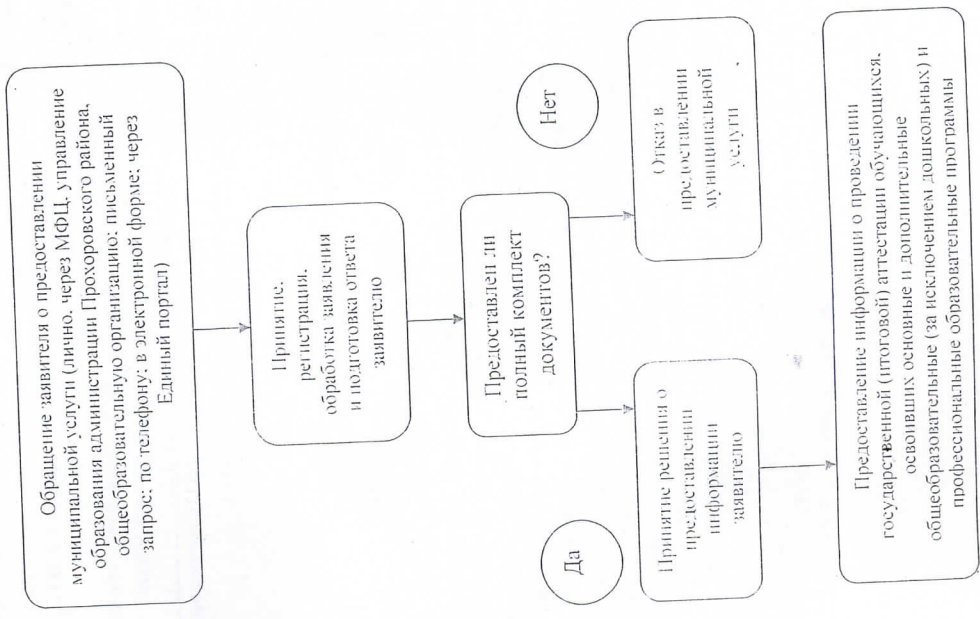 Обращение заявителя о предоставлении
муниципальной услуги (лично, через МФЦ, управление
образования администрации Прохоровского района,
общеобразовательную организацию; письменный
запрос; по телефону; в электронной форме; через
Единый портал)
Принятие,
регистрация,
обработка заявления
и подготовка ответа
заявителю
Предоставлен ли
полный комплект
документов?
Да
Нет
Принятие решения о
предоставлении
информации
заявителю
Отказ в
предоставлении
муниципальной
услуги
Предоставление информации о проведении
государственной (итоговой) аттестации обучающихся,
освоивших основные и дополнительные
общеобразовательные (за исключением дошкольных) и
профессиональные образовательные программы